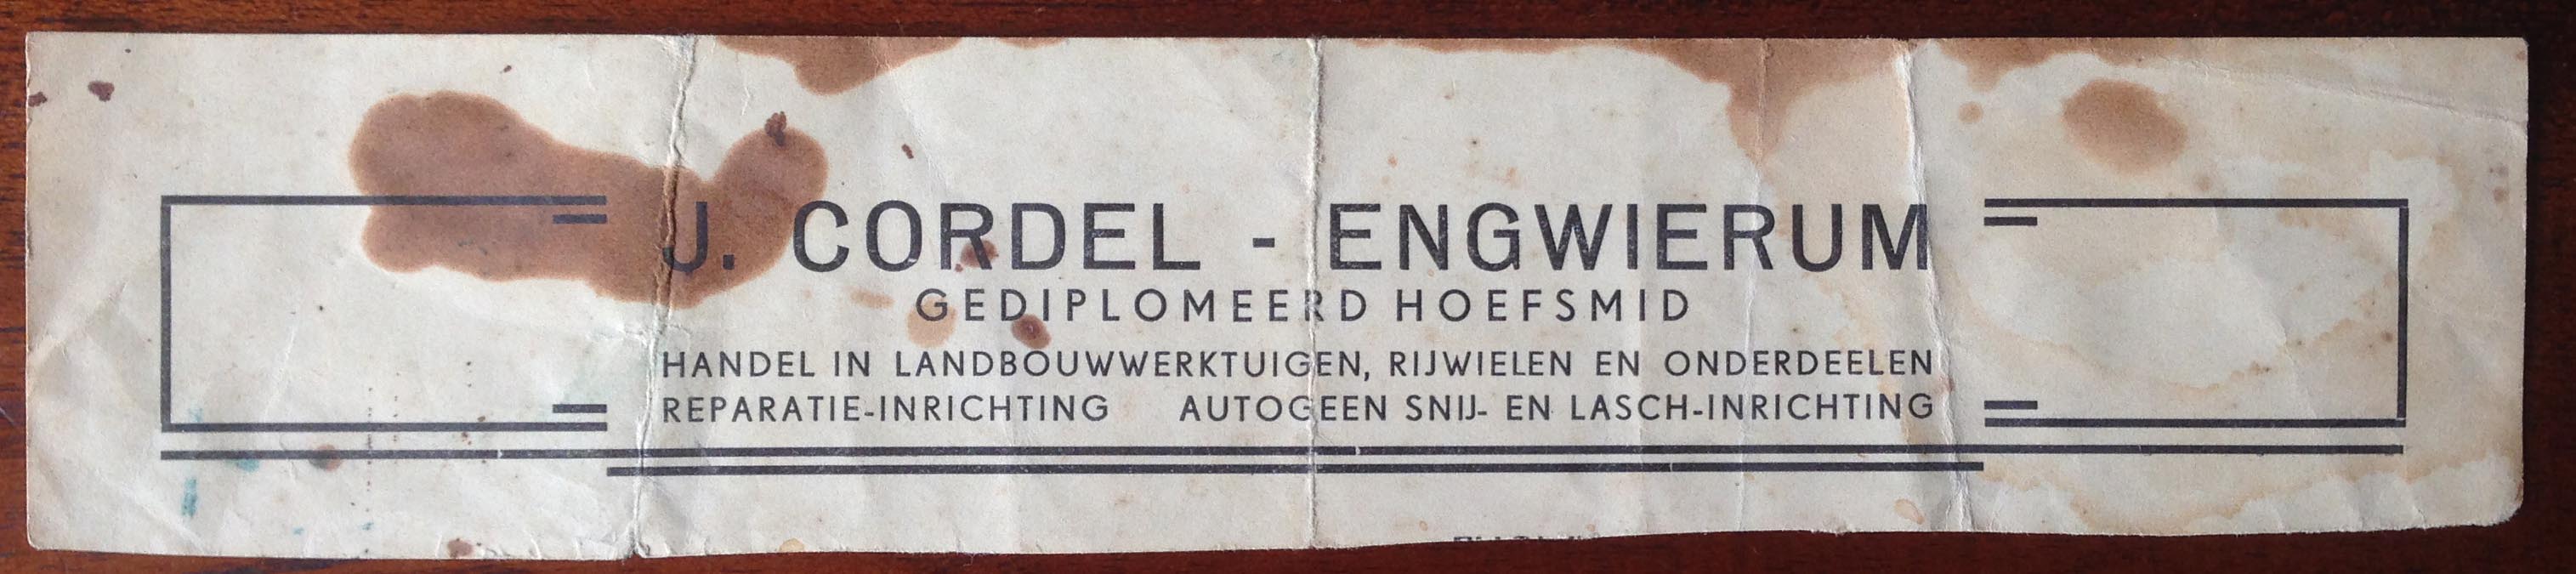 J. CORDEL - ENGWIERUM
GEDIPLOMEERD HOEFSMID
HANDEL IN LANDBOUWWERKTUIGEN, RIJWIELEN EN ONDERDEELEN
REPARATIE-INRICHTING AUTOGEEN SNIJ- EN LASCH-INRICHTING